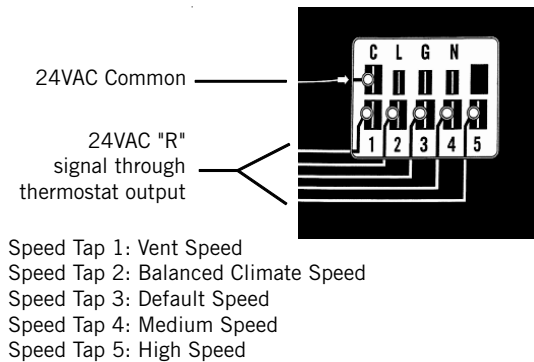 C L G N
24VAC Common
24VAC "R"
signal through
thermostat output
1 2 3 4 5
Speed Tap 1: Vent Speed
Speed Tap 2: Balanced Climate Speed
Speed Tap 3: Default Speed
Speed Tap 4: Medium Speed
Speed Tap 5: High Speed